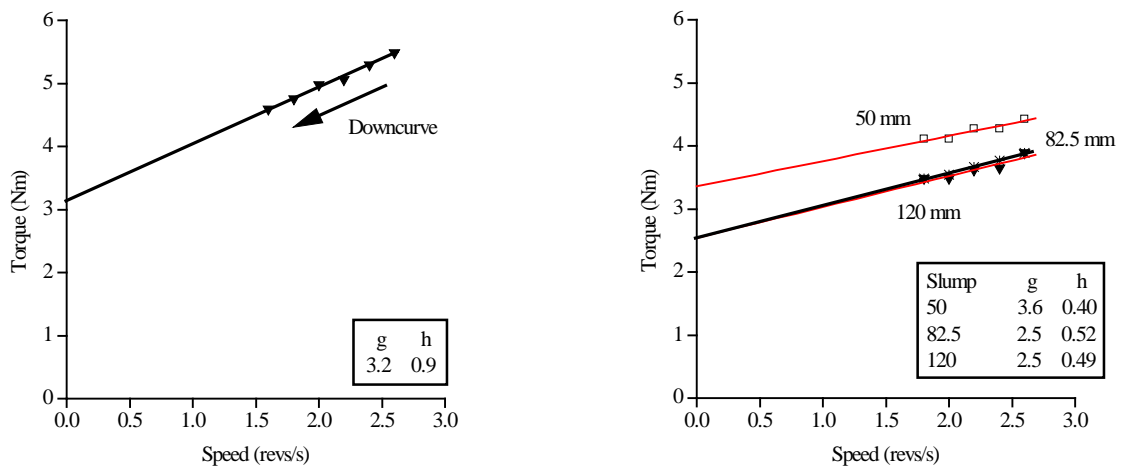 6
5
4
3
2
1
0
Torque (Nm)
Downcurve
g h
3.2 0.9
0.0 0.5 1.0 1.5 2.0 2.5 3.0
Speed (revs/s)
6
5
4
3
2
1
0
Torque (Nm)
50 mm
82.5 mm
120 mm
Slump g h
50 3.6 0.40
82.5 2.5 0.52
120 2.5 0.49
0.0 0.5 1.0 1.5 2.0 2.5 3.0
Speed (revs/s)